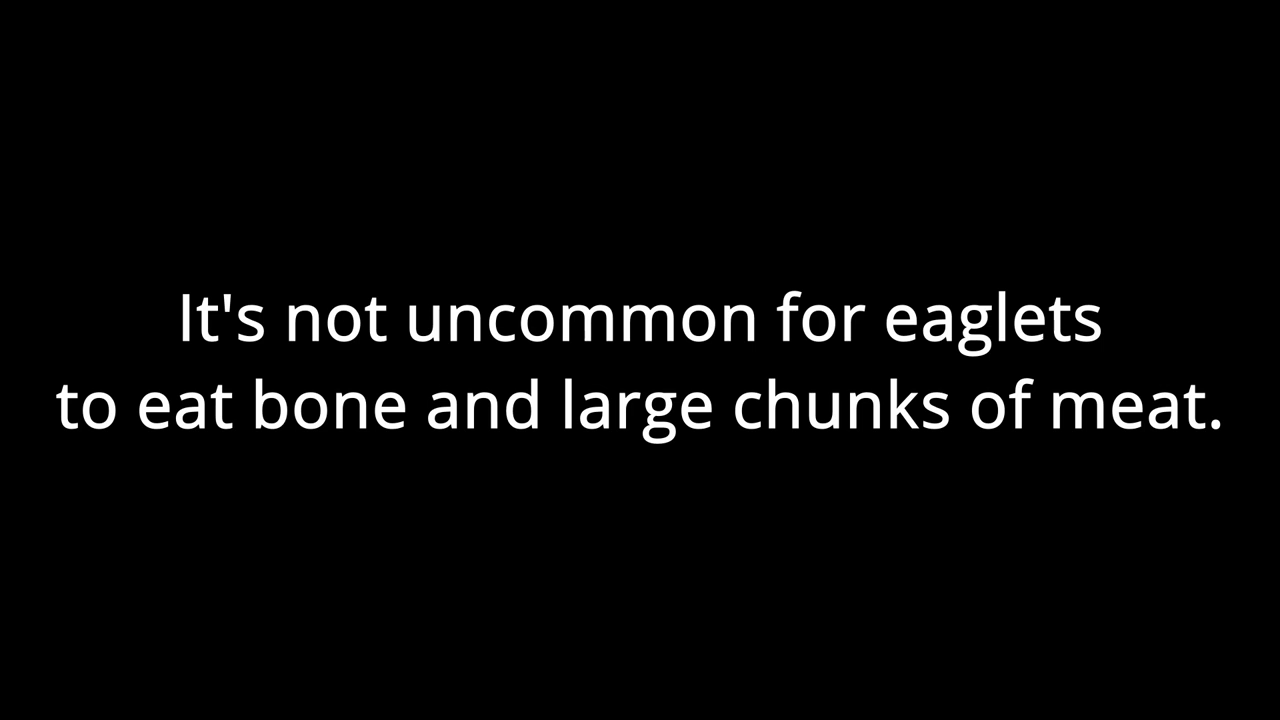 It's not uncommon for eaglets
to eat bone and large chunks of meat.